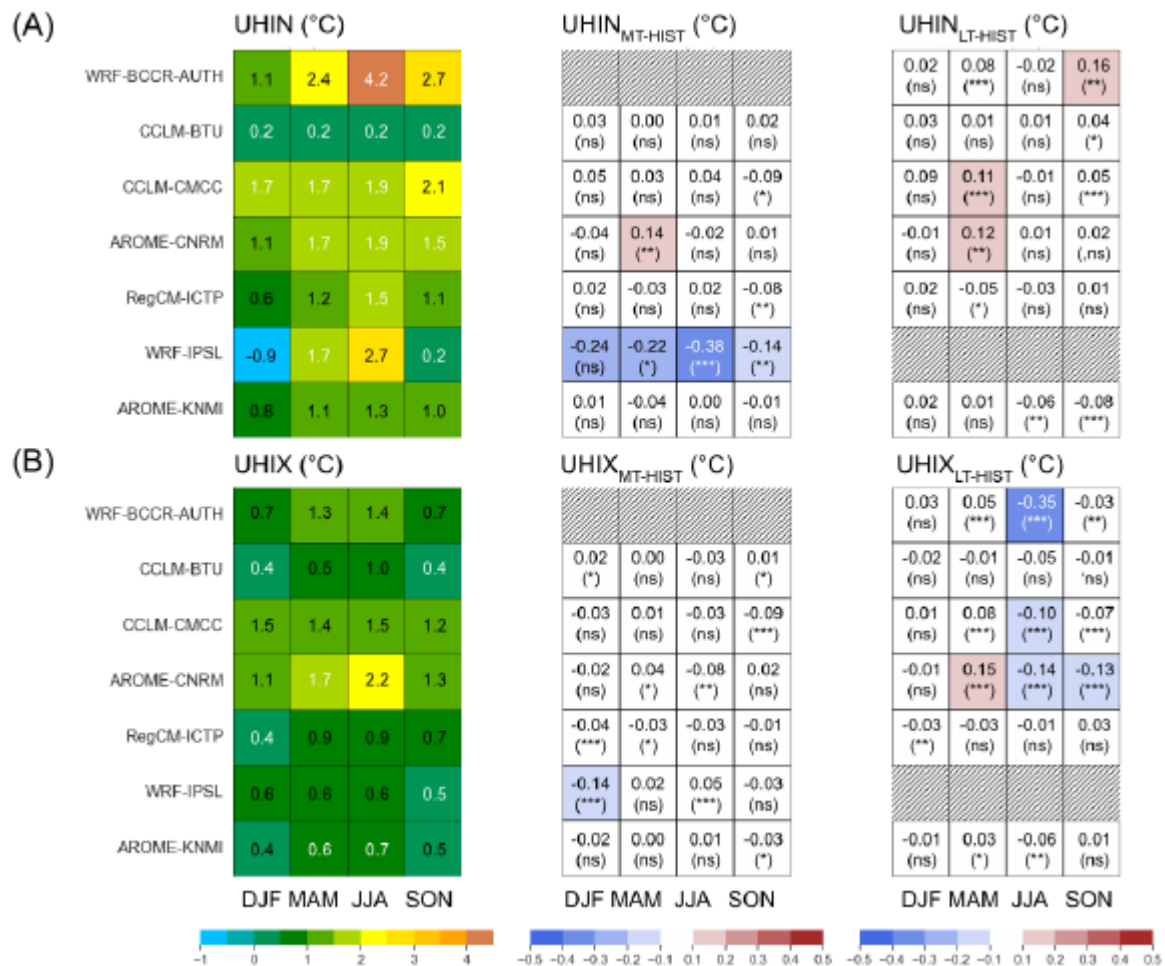 (A) UHIN (°C) UHIN MT-HIST (°C) UHIN LT-HIST (°C)
WRF-BCCR-AUTH 1.1 2.4 4.2 2.7 0.02 0.08 -0.02 0.16
(ns) (***) (ns) (**)
CCLM-BTU 0.2 0.2 0.2 0.2 0.03 0.00 0.01 0.02 0.03 0.01 0.01 0.04
(ns) (ns) (ns) (ns) (ns) (ns) (ns) (*)
CCLM-CMCC 1.7 1.7 1.9 2.1 0.05 0.03 0.04 -0.09 0.09 0.11 -0.01 0.05
(ns) (ns) (ns) (*) (ns) (***) (ns) (***)
AROME-CNRM 1.1 1.7 1.9 1.5 -0.04 0.14 -0.02 0.01 -0.01 0.12 0.01 0.02
(ns) (**) (ns) (ns) (ns) (**) (ns) (,ns)
RegCM-ICTP 0.6 1.2 1.5 1.1 0.02 -0.03 0.02 -0.08 0.02 -0.05 -0.03 0.01
(ns) (ns) (ns) (**) (ns) (*) (ns) (ns)
WRF-IPSL -0.9 1.7 2.7 0.2 -0.24 -0.22 -0.38 -0.14
(ns) (*) (***) (**)
AROME-KNMI 0.8 1.1 1.3 1.0 0.01 -0.04 0.00 -0.01 0.02 0.01 -0.06 -0.08
(ns) (ns) (ns) (ns) (ns) (ns) (**) (***)
(B) UHIX (°C) UHIX MT-HIST (°C) UHIX LT-HIST (°C)
WRF-BCCR-AUTH 0.7 1.3 1.4 0.7 0.03 0.05 -0.35 -0.03
(ns) (***) (***) (**)
CCLM-BTU 0.4 0.5 1.0 0.4 0.02 0.00 -0.03 0.01 -0.02 -0.01 -0.05 -0.01
(*) (ns) (ns) (*) (ns) (ns) (ns) 'ns)
CCLM-CMCC 1.5 1.4 1.5 1.2 -0.03 0.01 -0.03 -0.09 0.01 0.08 -0.10 -0.07
(ns) (ns) (ns) (***) (ns) (***) (***) (***)
AROME-CNRM 1.1 1.7 2.2 1.3 -0.02 0.04 -0.08 0.02 -0.01 0.15 -0.14 -0.13
(ns) (*) (**) (ns) (ns) (***) (***) (***)
RegCM-ICTP 0.4 0.9 0.9 0.7 -0.04 -0.03 -0.03 -0.01 -0.03 -0.03 -0.01 0.03
(***) (*) (ns) (ns) (**) (ns) (ns) (ns)
WRF-IPSL 0.6 0.6 0.6 0.5 -0.14 0.02 0.05 -0.03
(***) (ns) (***) (ns)
AROME-KNMI 0.4 0.6 0.7 0.5 -0.02 0.00 0.01 -0.03 -0.01 0.03 -0.06 0.01
(ns) (ns) (ns) (*) (ns) (*) (**) (ns)
DJF MAM JJA SON DJF MAM JJA SON DJF MAM JJA SON
-1 0 1 2 3 4 -0.5 -0.4 -0.3 -0.2 -0.1 0.1 0.2 0.3 0.4 0.5 -0.5 -0.4 -0.3 -0.2 -0.1 0.1 0.2 0.3 0.4 0.5